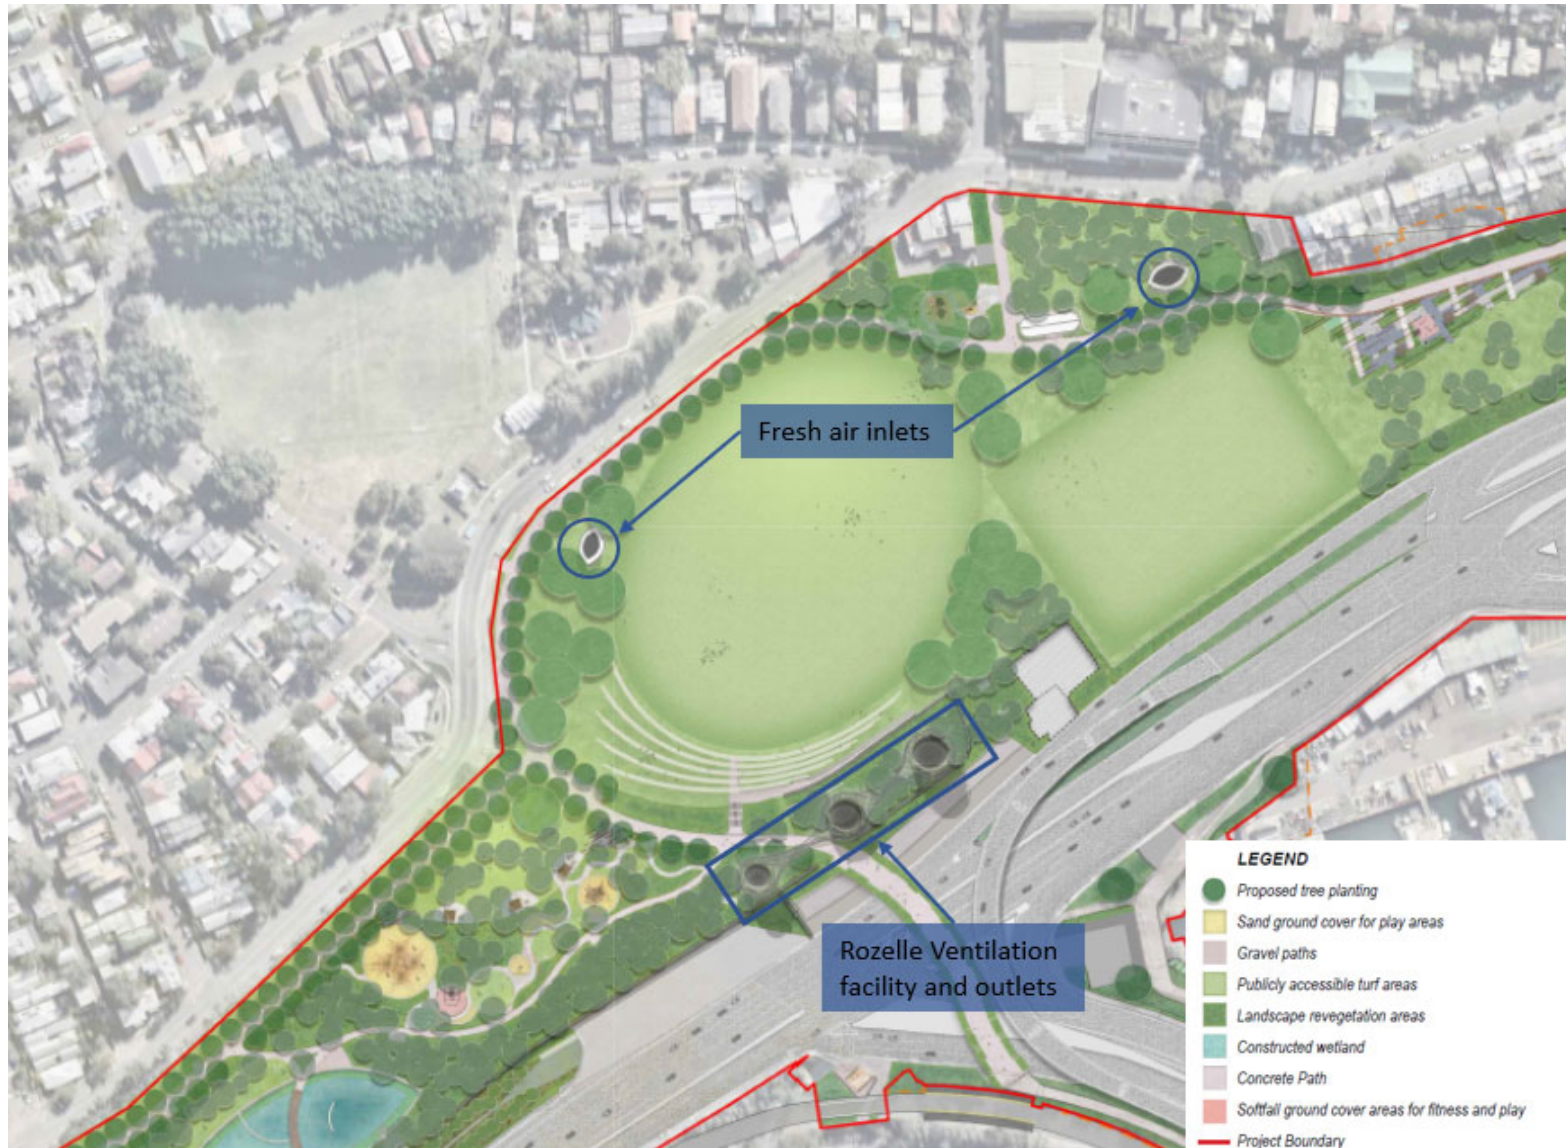 Fresh air inlets
Rozelle Ventilation
facility and outlets
LEGEND
Proposed tree planting
Sand ground cover for play areas
Gravel paths
Publicly accessible turf areas
Landscape revegetation areas
Constructed wetland
Concrete Path
Softfall ground cover areas for fitness and play
Project Boundary